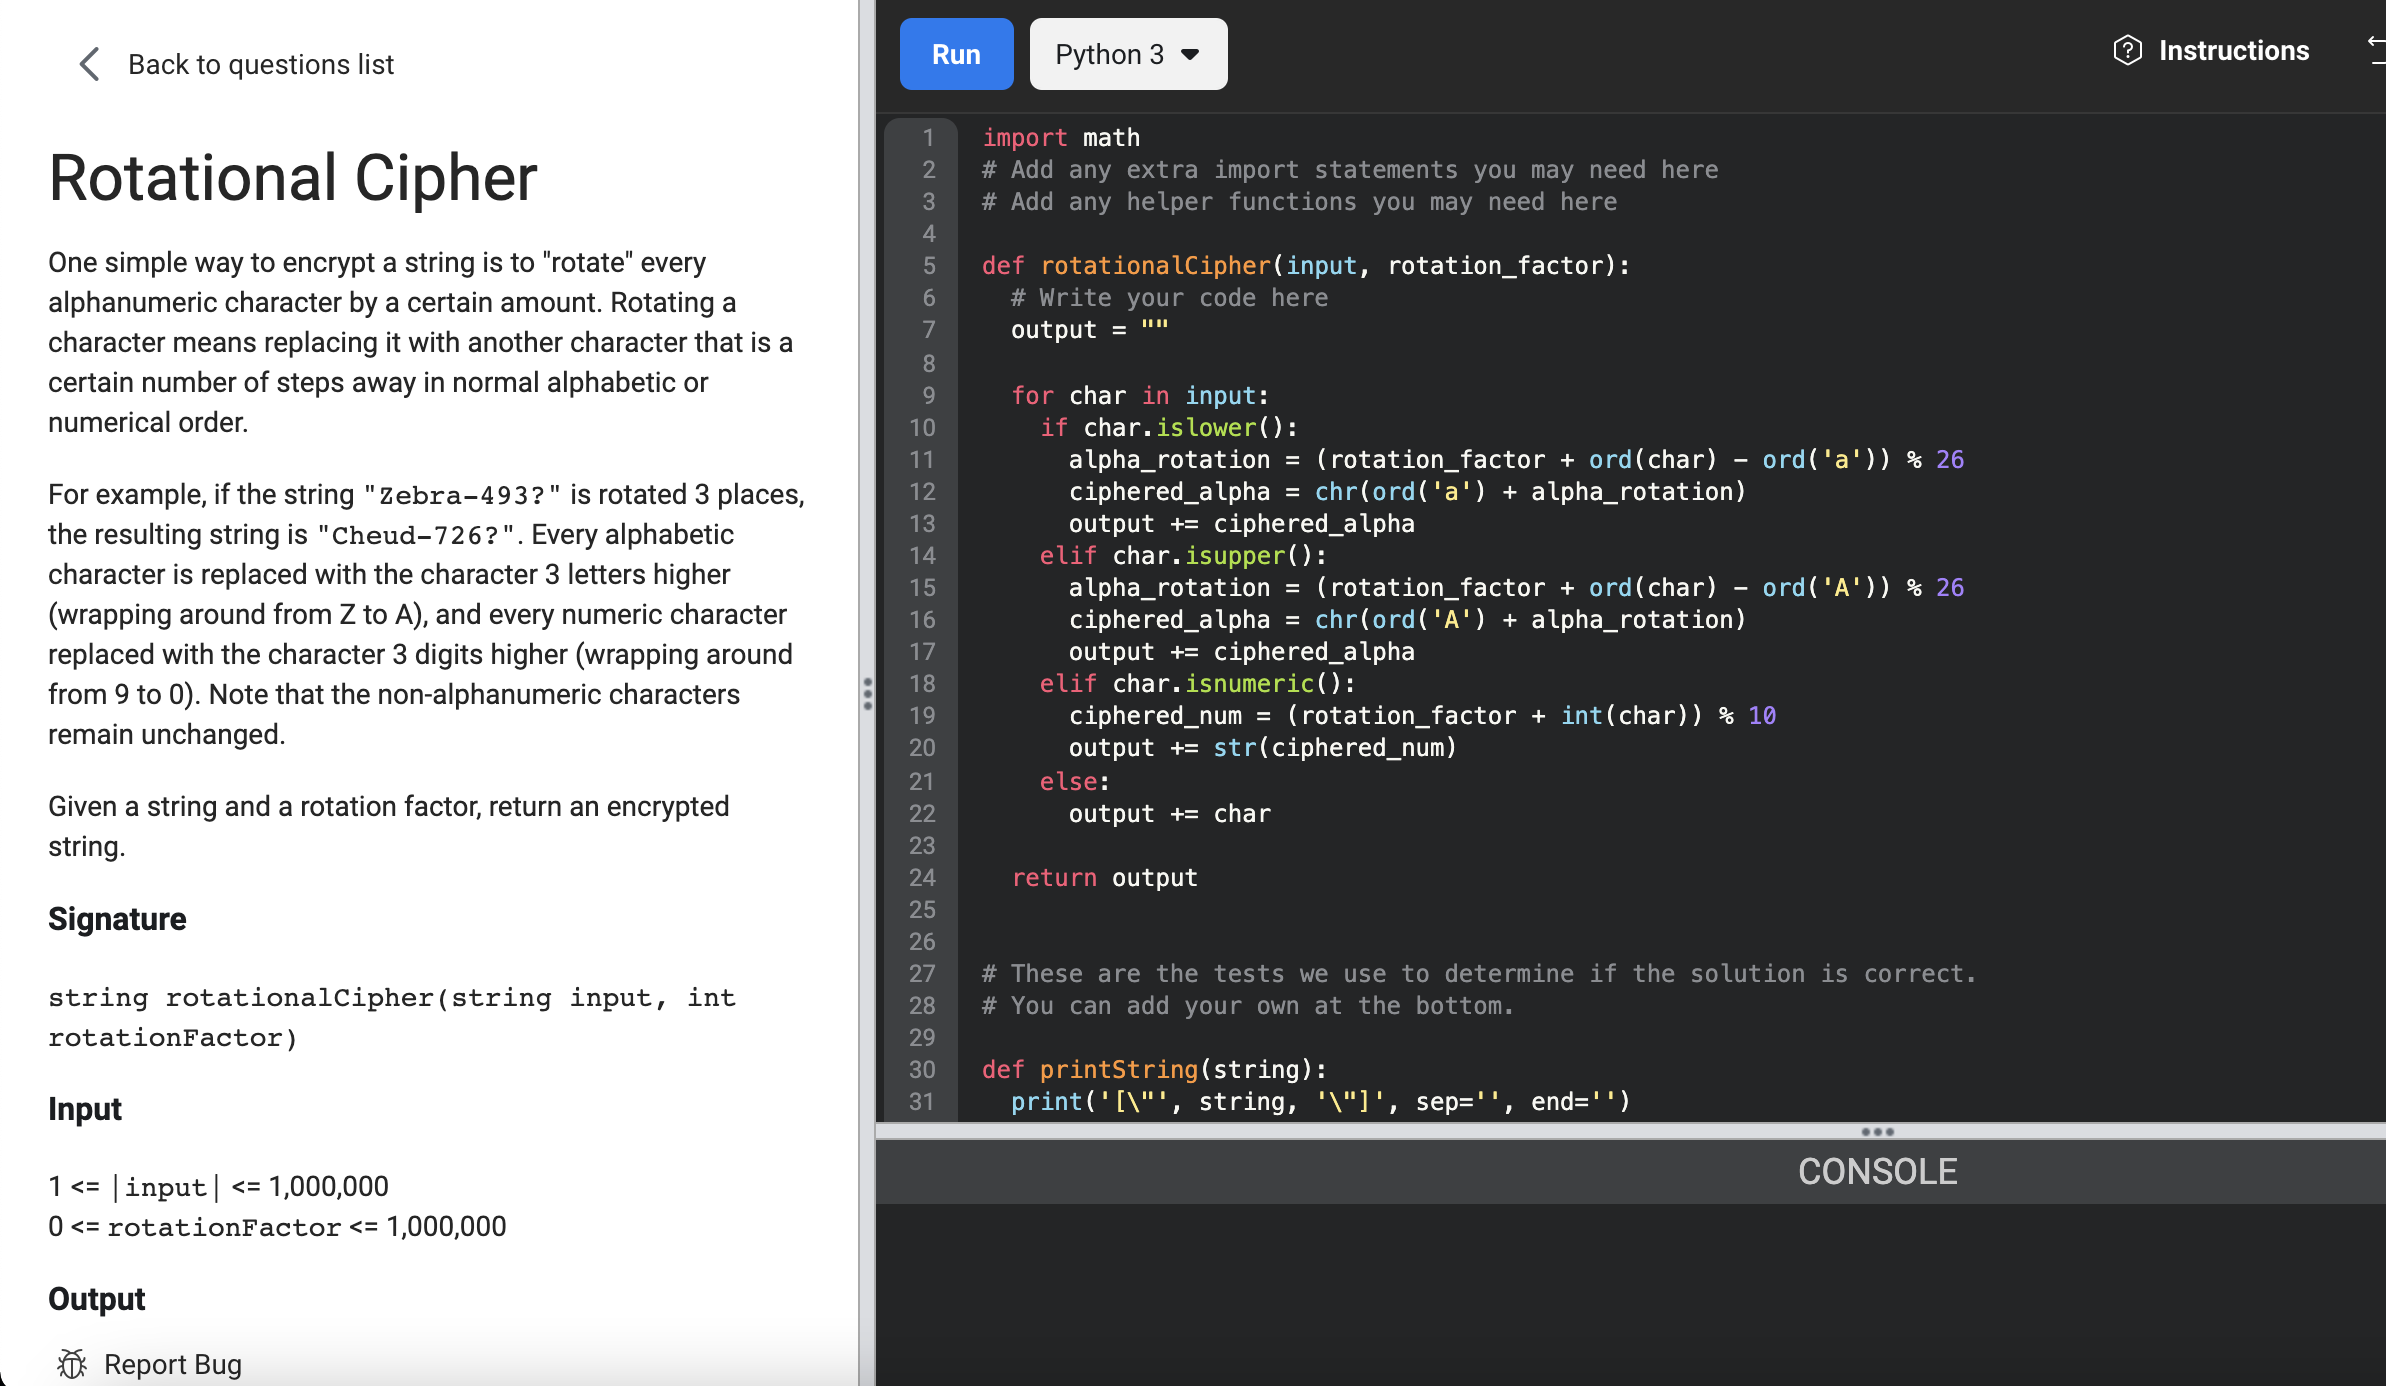 Back to questions list
Rotational Cipher
One simple way to encrypt a string is to "rotate" every
alphanumeric character by a certain amount. Rotating a
character means replacing it with another character that is a
certain number of steps away in normal alphabetic or
numerical order.
For example, if the string "Zebra-493?" is rotated 3 places,
the resulting string is "Cheud-726?". Every alphabetic
character is replaced with the character 3 letters higher
(wrapping around from Z to A), and every numeric character
replaced with the character 3 digits higher (wrapping around
from 9 to 0). Note that the non-alphanumeric characters
remain unchanged.
Given a string and a rotation factor, return an encrypted
string.
Signature
string rotationalCipher(string input, int
rotationFactor)
Input
1 <= |input| <= 1,000,000
0 <= rotationFactor <= 1,000,000
Output
Report Bug
Run
Python 3
Instructions
1 import math
2 # Add any extra import statements you may need here
3 # Add any helper functions you may need here
4
5 def rotationalCipher(input, rotation_factor):
6   # Write your code here
7   output = ""
8
9   for char in input:
10     if char.islower():
11       alpha_rotation = (rotation_factor + ord(char) - ord('a')) % 26
12       ciphered_alpha = chr(ord('a') + alpha_rotation)
13       output += ciphered_alpha
14     elif char.isupper():
15       alpha_rotation = (rotation_factor + ord(char) - ord('A')) % 26
16       ciphered_alpha = chr(ord('A') + alpha_rotation)
17       output += ciphered_alpha
18     elif char.isnumeric():
19       ciphered_num = (rotation_factor + int(char)) % 10
20       output += str(ciphered_num)
21     else:
22       output += char
23
24   return output
25
26
27 # These are the tests we use to determine if the solution is correct.
28 # You can add your own at the bottom.
29
30 def printString(string):
31   print('[\"', string, '\"]', sep='', end='')
CONSOLE